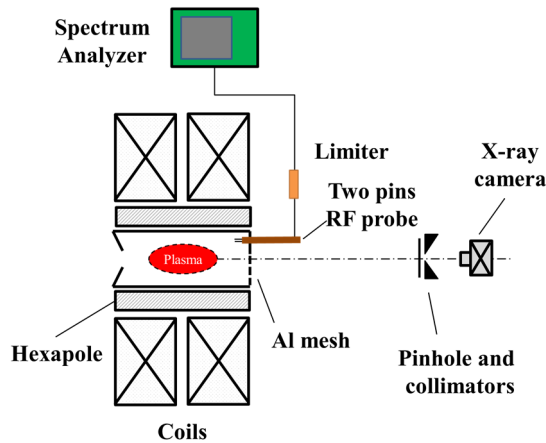 Spectrum
Analyzer
Limiter
X-ray
camera
Two pins
RF probe
Plasma
Hexapole
Al mesh
Pinhole and
collimators
Coils